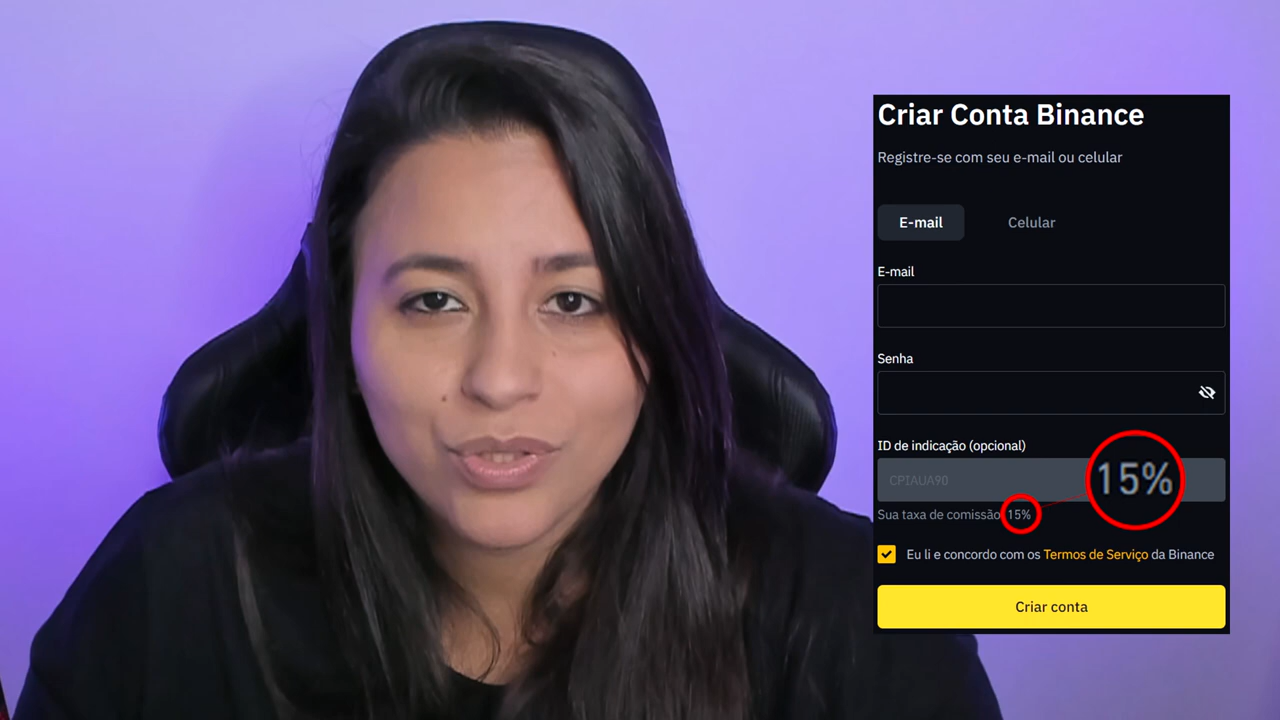 Criar Conta Binance
Registre-se com seu e-mail ou celular
E-mail Celular
E-mail
Senha
ID de indicação (opcional)
CPIAUA90
15%
Sua taxa de comissão 15%
Eu li e concordo com os Termos de Serviço da Binance
Criar conta